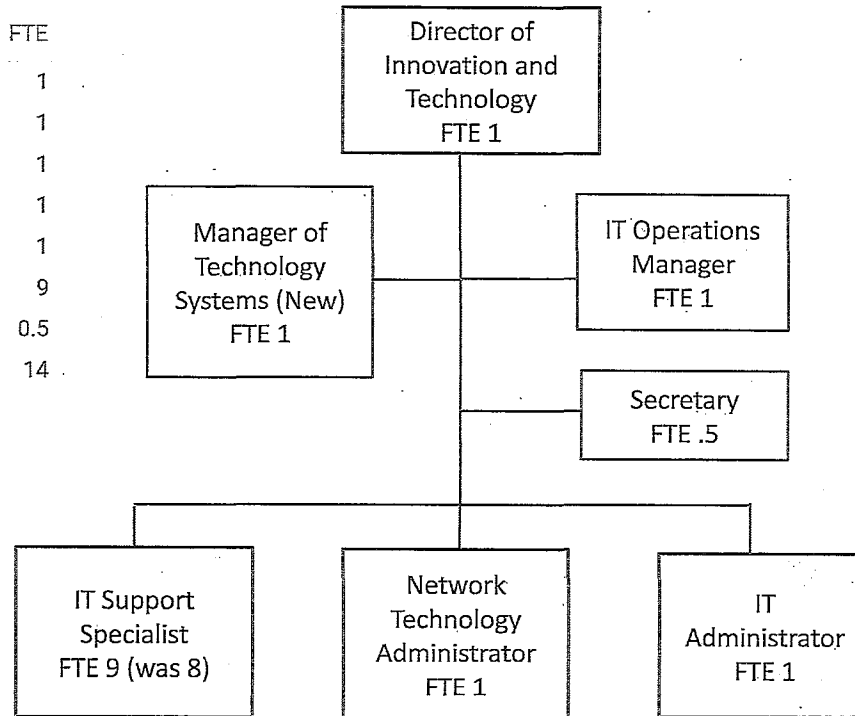 FTE
1
1
1
1
1
9
0.5
14
Director of
Innovation and
Technology
FTE 1
Manager of
Technology
Systems (New)
FTE 1
IT Operations
Manager
FTE 1
Secretary
FTE .5
IT Support
Specialist
FTE 9 (was 8)
Network
Technology
Administrator
FTE 1
IT
Administrator
FTE 1